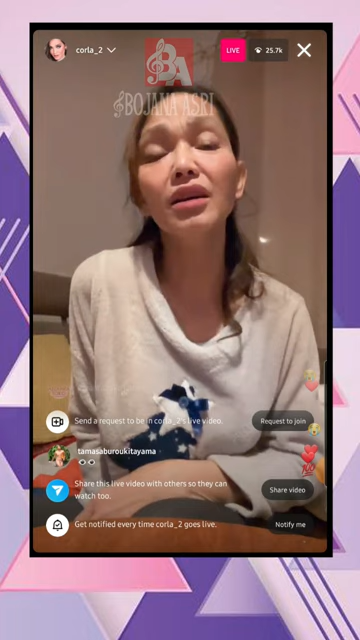 corla_2
LIVE
25.7k
BA
BOJANA ASRI
Send a request to be in corla_2's live video.
Request to join
tamasaburoukitayama
👀
Share this live video with others so they can
watch too.
Share video
💯
Get notified every time corla_2 goes live.
Notify me